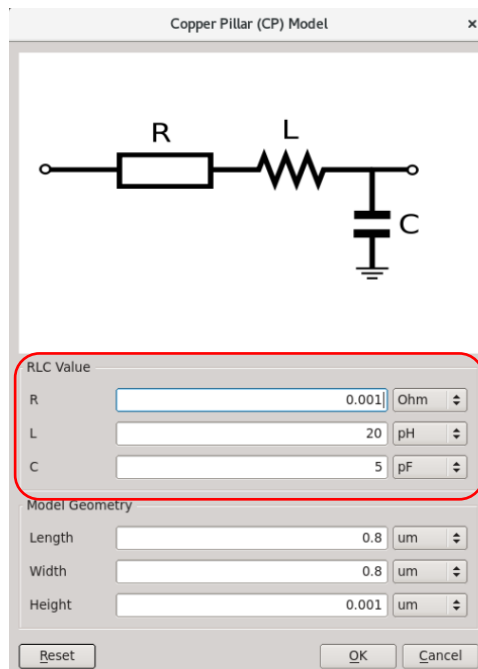 Copper Pillar (CP) Model ×
R
L
C
RLC Value
R 0.001 Ohm
L 20 pH
C 5 pF
Model Geometry
Length 0.8 um
Width 0.8 um
Height 0.001 um
Reset OK Cancel